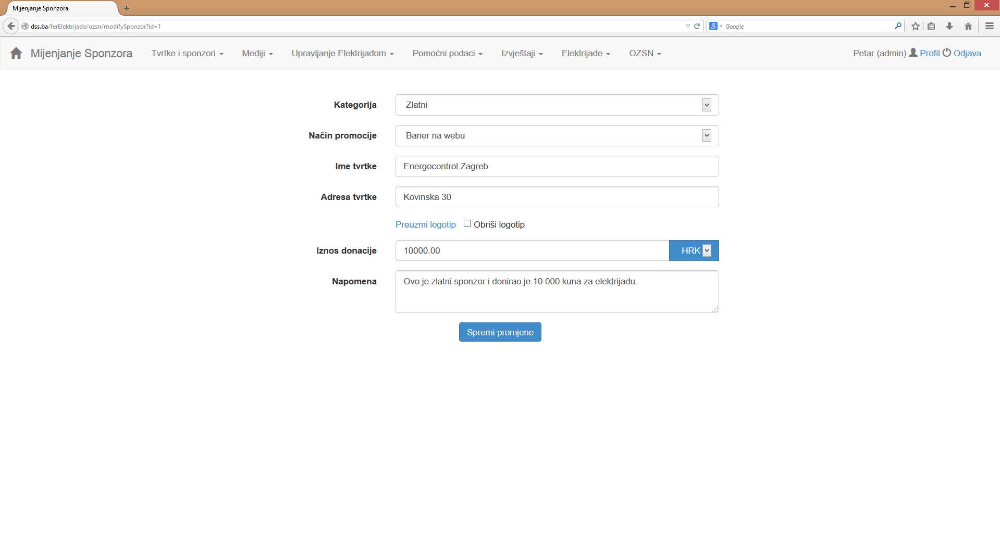 Mijenjanje Sponzora
dss.ba/ferElektrijada/ozsn/modifySponzor?id=1
8 Google
Mijenjanje Sponzora Tvrtke i sponzori Mediji Upravljanje Elektrijadom Pomoćni podaci Izvještaji Elektrijade OZSN Petar (admin) Profil Odjava
Kategorija Zlatni
Način promocije Baner na webu
Ime tvrtke Energocontrol Zagreb
Adresa tvrtke Kovinska 30
Preuzmi logotip Obriši logotip
Iznos donacije 10000.00 HRK
Napomena Ovo je zlatni sponzor i donirao je 10 000 kuna za elektrijadu.
Spremi promjene